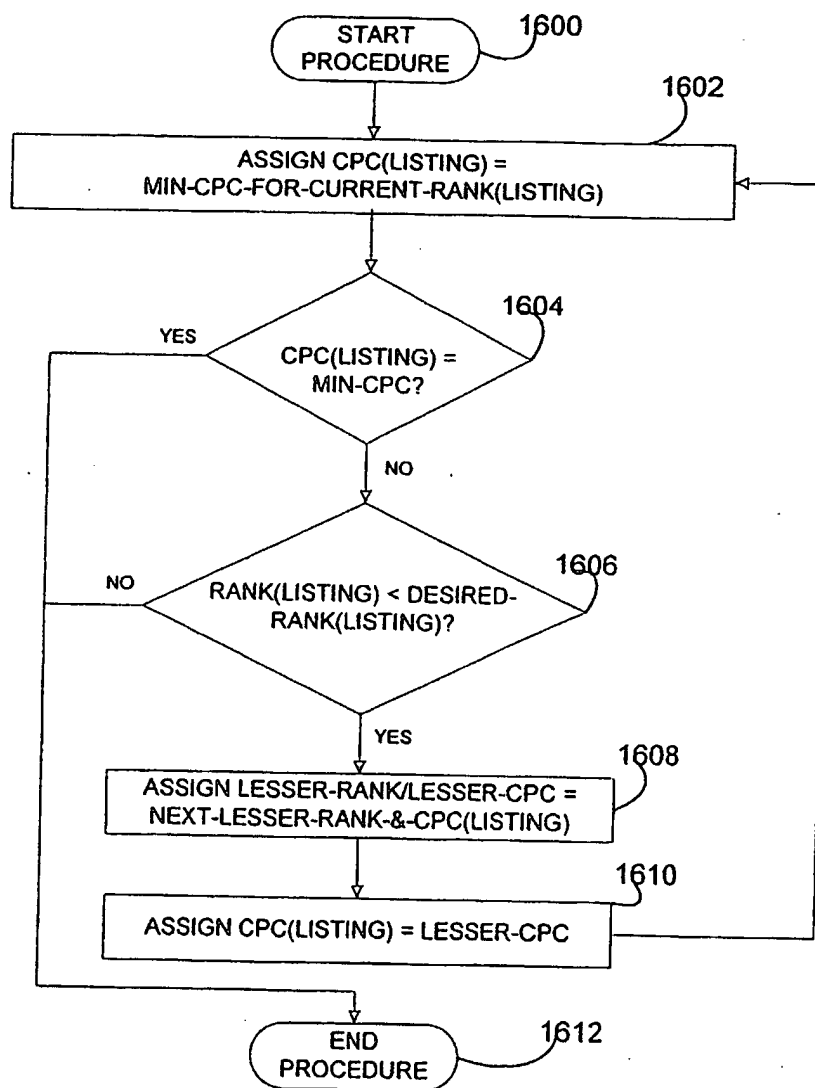 START
PROCEDURE
1600
1602
ASSIGN CPC(LISTING) =
MIN-CPC-FOR-CURRENT-RANK(LISTING)
1604
YES
CPC(LISTING) =
MIN-CPC?
NO
1606
NO
RANK(LISTING) < DESIRED-
RANK(LISTING)?
YES
1608
ASSIGN LESSER-RANK/LESSER-CPC =
NEXT-LESSER-RANK-&-CPC(LISTING)
1610
ASSIGN CPC(LISTING) = LESSER-CPC
END
PROCEDURE
1612